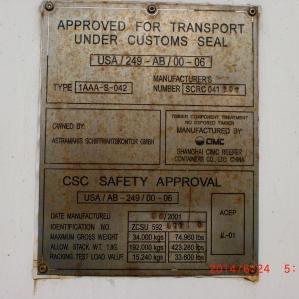 APPROVED FOR TRANSPORT
UNDER CUSTOMS SEAL
USA / 249 - AB / 00 - 06
TYPE 1AAA-S-042
MANUFACTURER'S
NUMBER SCRC 041
OWNED BY:
ASTRAMARIS SCHIFFAHRTSKONTOR GMBH
TIMBER COMPONENT TREATMENT
NO EXPOSED TIMBER
MANUFACTURED BY
CIMC
SHANGHAI CIMC REEFER
CONTAINERS CO., LTD. CHINA
CSC SAFETY APPROVAL
USA / AB - 249 / 00 - 06
DATE MANUFACTURED /2001
IDENTIFICATION NO. ZCSU 592
MAXIMUM GROSS WEIGHT 34.000 kgs 74.960 lbs
ALLOW. STACK. WT. 1.8G 192.000 kgs 423.280 lbs
RACKING TEST LOAD VALUE 15.240 kgs 33.600 lbs
ACEP
-01
2014/6/24